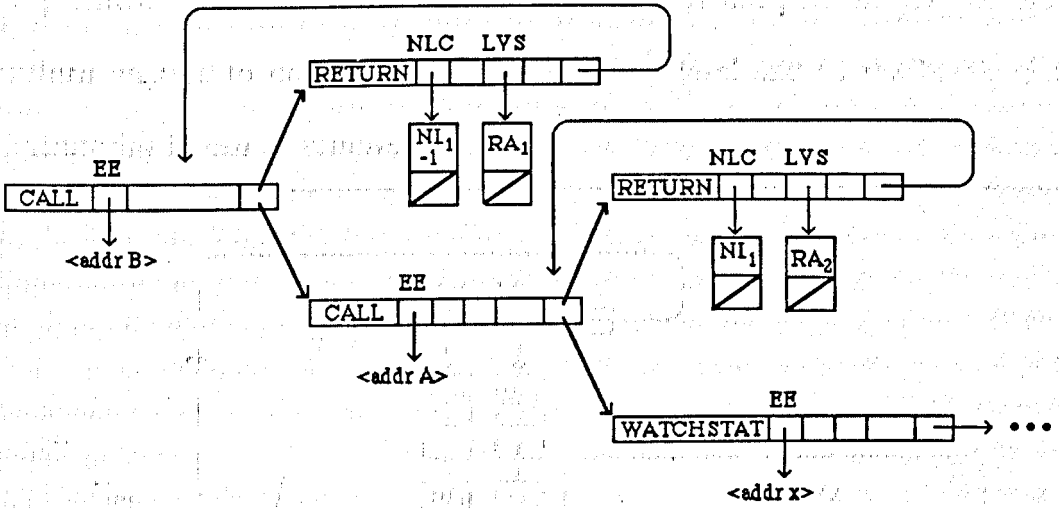 NLC LVS
RETURN
NI₁
-1
RA₁
EE
CALL
<addr B>
NLC LVS
RETURN
NI₁
RA₂
EE
CALL
<addr A>
EE
WATCHSTAT
•••
<addr x>